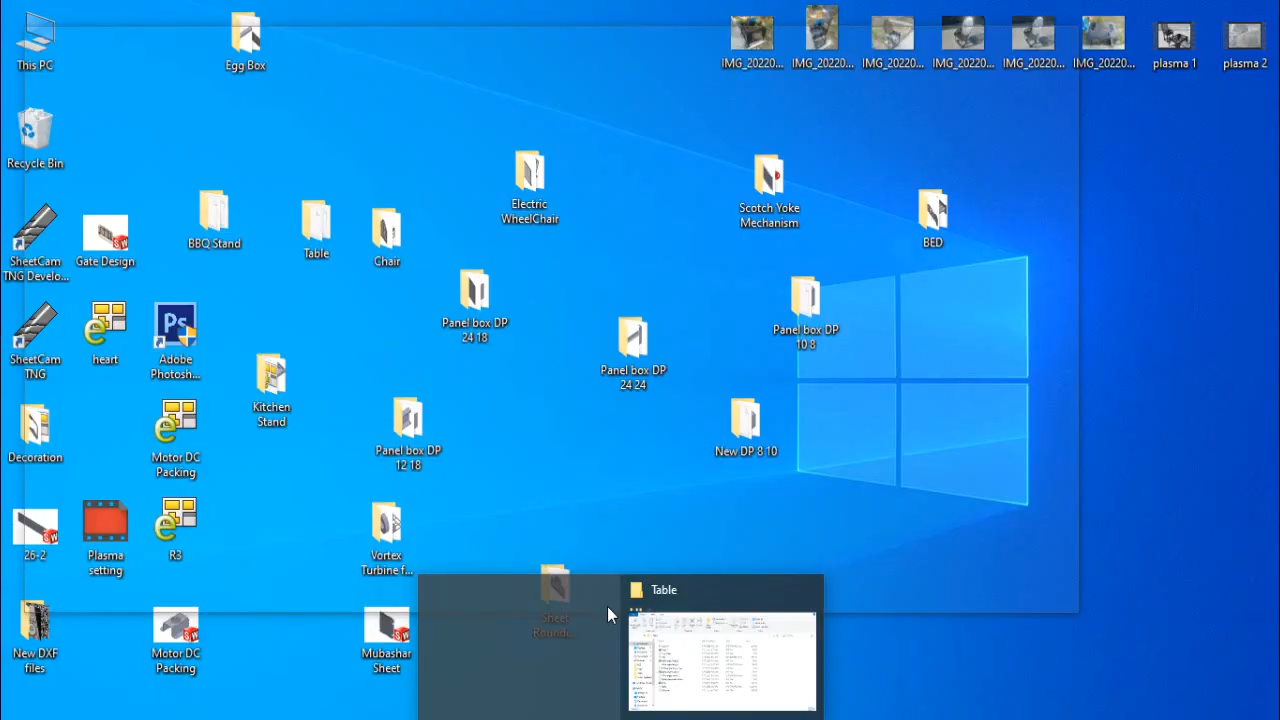 This PC
Egg Box
IMG_20220...
IMG_20220...
IMG_20220...
IMG_20220...
IMG_20220...
IMG_20220...
plasma 1
plasma 2
Recycle Bin
Electric
WheelChair
Scotch Yoke
Mechanism
BBQ Stand
Table
Chair
BED
SheetCam
TNG Develo...
Gate Design
Panel box DP
24 18
Panel box DP
10 8
SheetCam
TNG
heart
Adobe
Photosh...
Panel box DP
24 24
Kitchen
Stand
Decoration
Motor DC
Packing
Panel box DP
12 18
New DP 8 10
26-2
Plasma
setting
R3
Vortex
Turbine f...
Table
Sheet
Roundi...
New DXF
files
Motor DC
Packing
Mubashar
Sheet
Ps